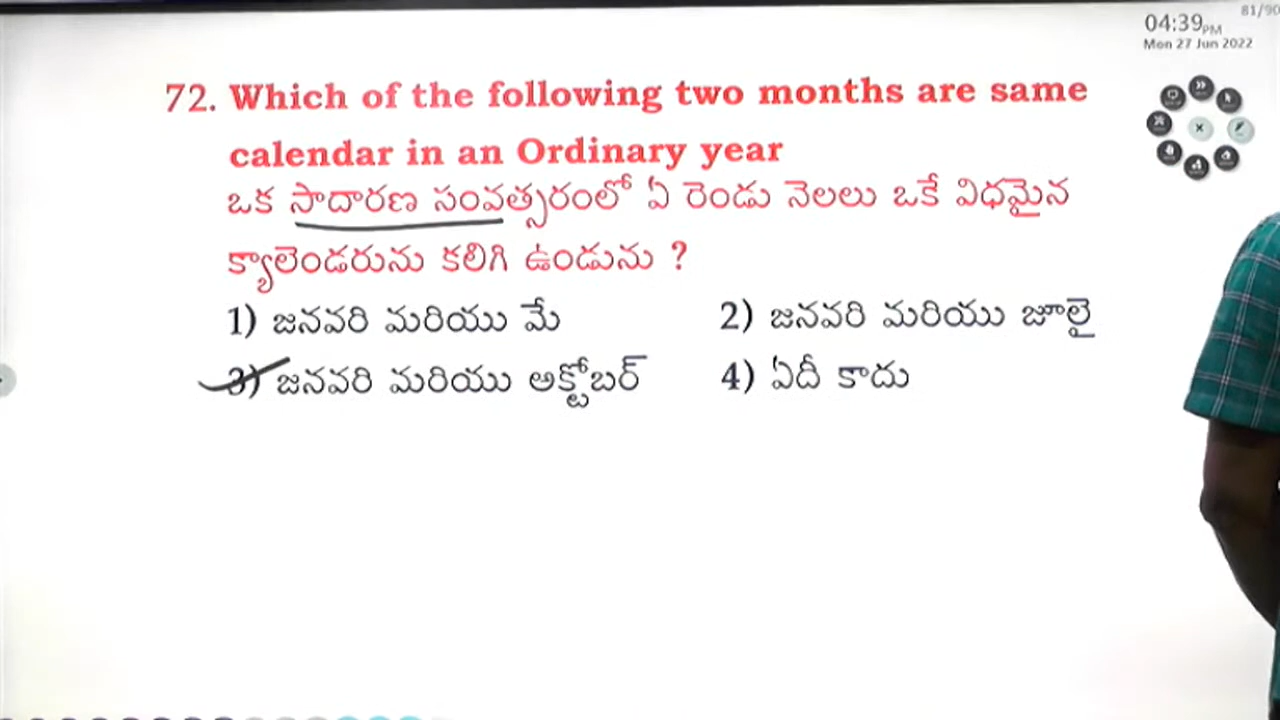 81/90
04:39PM
Mon 27 Jun 2022
72. Which of the following two months are same
calendar in an Ordinary year
ఒక సాదారణ సంవత్సరంలో ఏ రెండు నెలలు ఒకే విధమైన
క్యాలెండరును కలిగి ఉండును ?
1) జనవరి మరియు మే 2) జనవరి మరియు జూలై
3) జనవరి మరియు అక్టోబర్ 4) ఏదీ కాదు